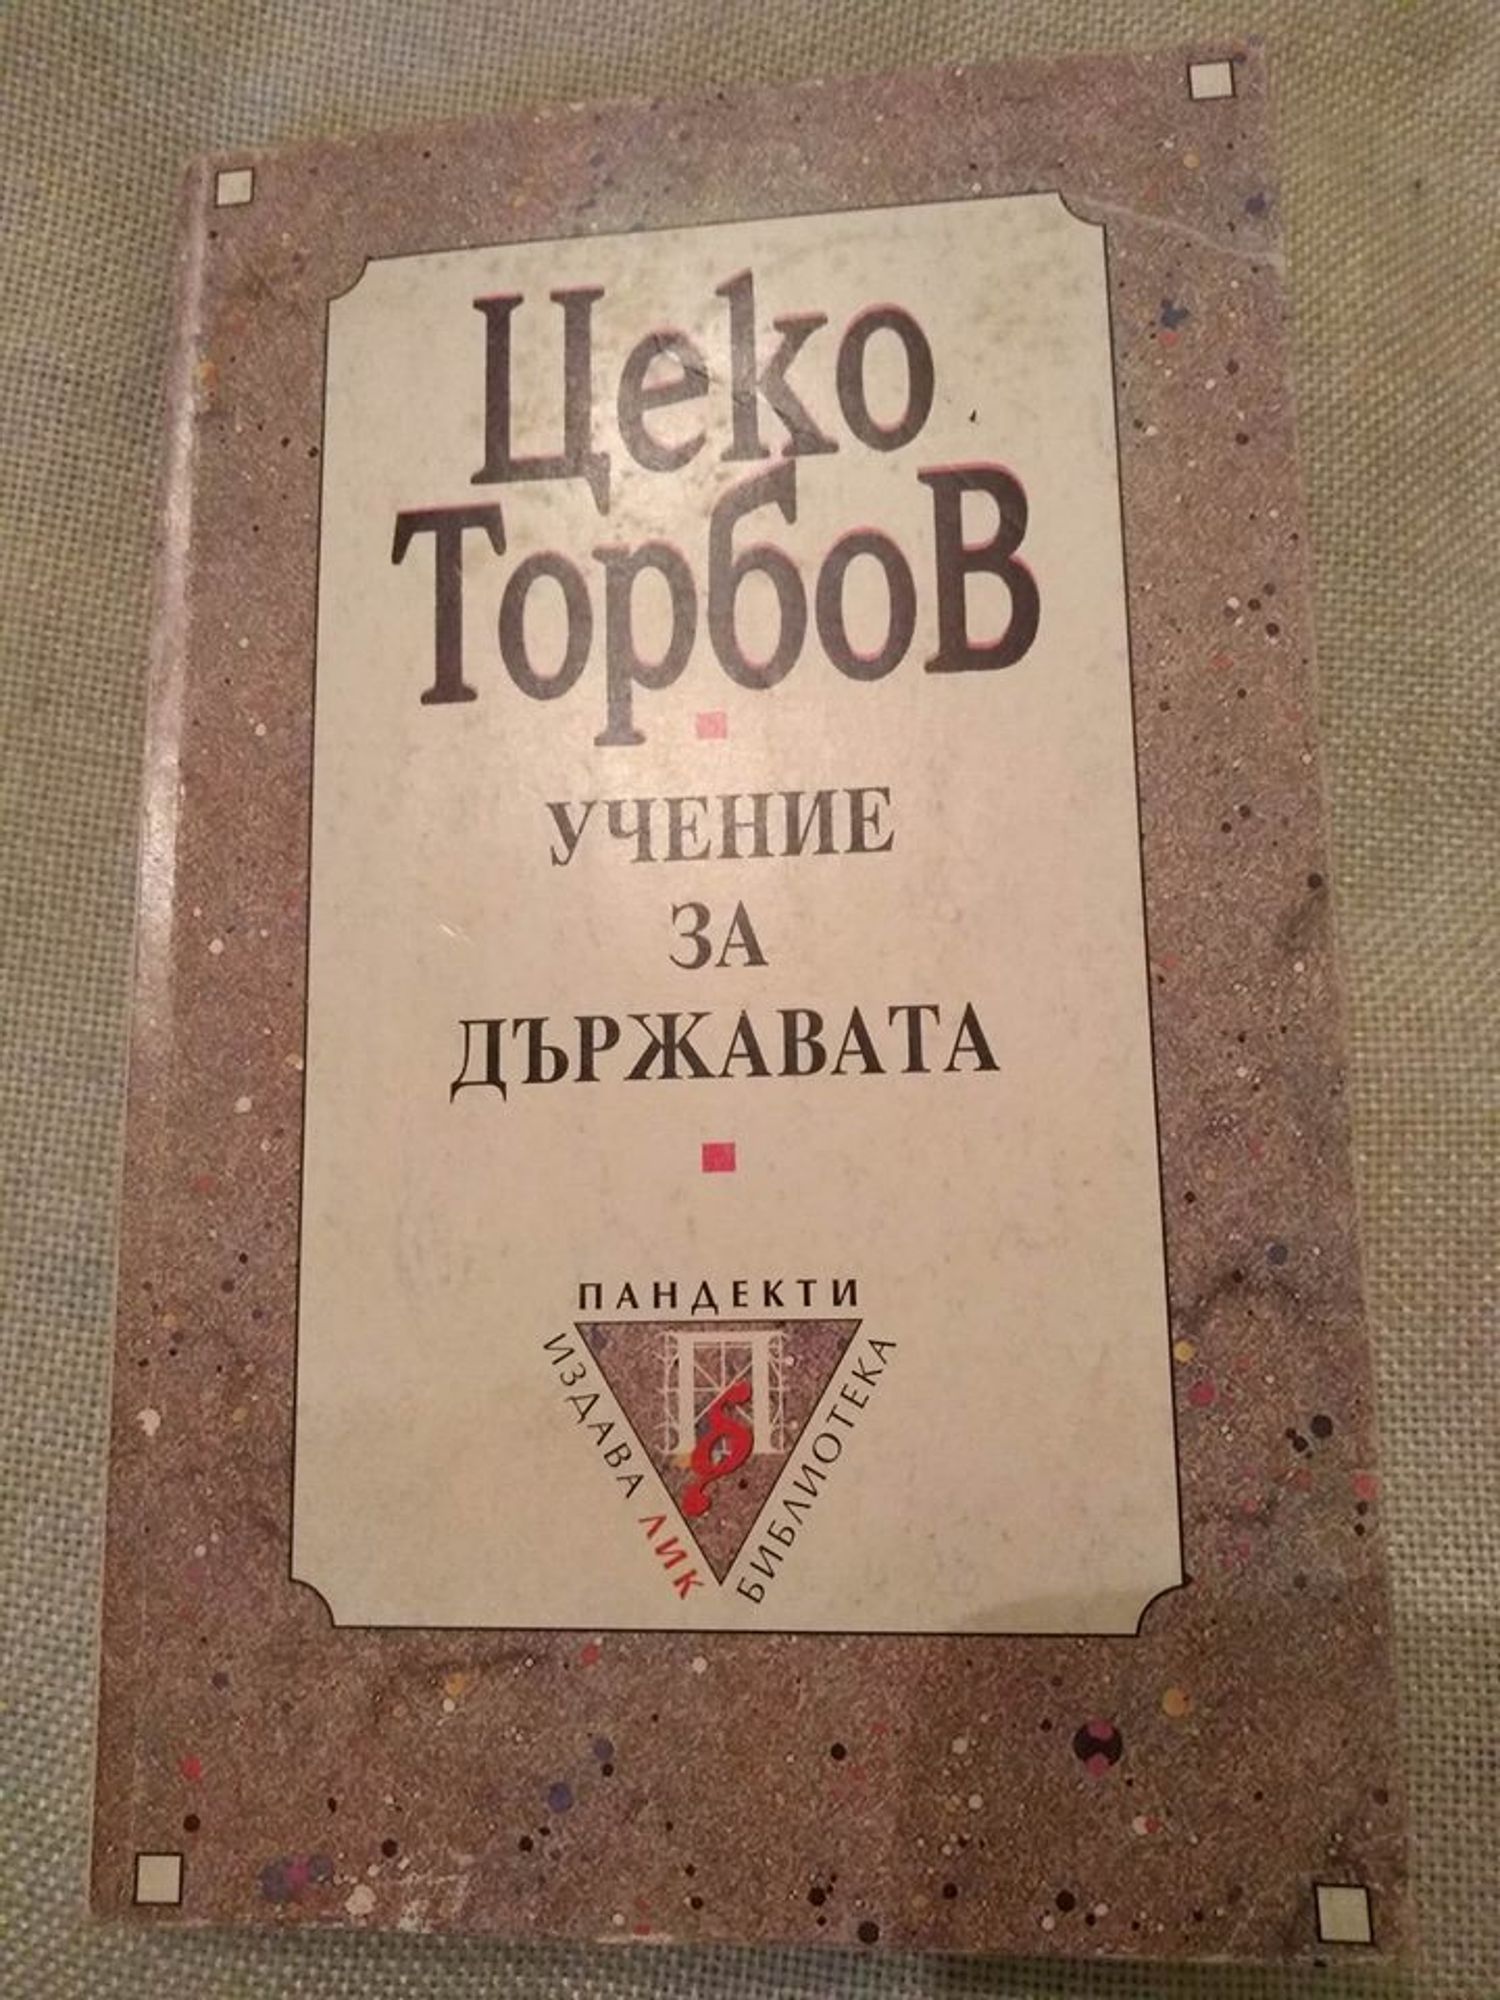 Цеко
Торбов
УЧЕНИЕ
ЗА
ДЪРЖАВАТА
ПАНДЕКТИ
П
б
ИЗДАВА ЛИК
БИБЛИОТЕКА